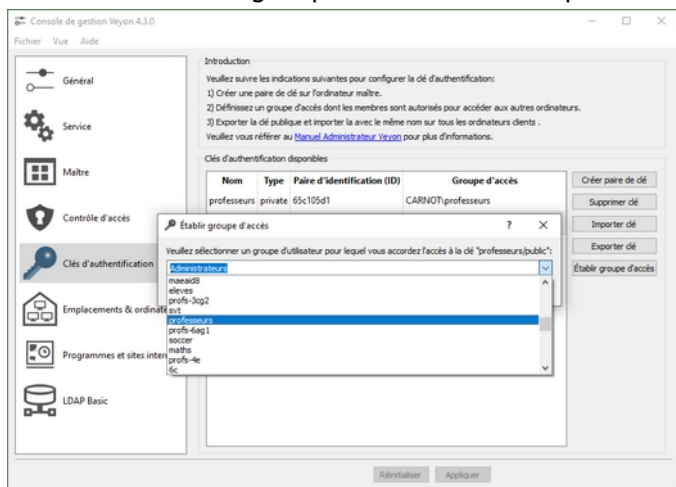 Console de gestion Veyon 4.3.0
Fichier Vue Aide
Général
Service
Maître
Contrôle d'accès
Clés d'authentification
Emplacements & ordinate
Programmes et sites inter
LDAP Basic
Introduction
Veuillez suivre les indications suivantes pour configurer la clé d'authentification:
1) Créer une paire de clé sur l'ordinateur maître.
2) Définissez un groupe d'accès dont les membres sont autorisés pour accéder aux autres ordinateurs.
3) Exporter la clé publique et importer la avec le même nom sur tous les ordinateurs clients .
Veuillez vous référer au Manuel Administrateur Veyon pour plus d'informations.
Clés d'authentification disponibles
Nom Type Paire d'identification (ID) Groupe d'accès
professeurs private 65c105d1 CARNOT\professeurs
Créer paire de clé
Supprimer clé
Importer clé
Exporter clé
Établir groupe d'accès
Établir groupe d'accès ? ×
Veuillez sélectionner un groupe d'utilisateur pour lequel vous accordez l'accès à la clé "professeurs/public":
Administrateurs
maeaid8
eleves
profs-3cg2
svt
professeurs
profs-6ag1
soccer
maths
profs-4e
6c
Réinitialiser Appliquer